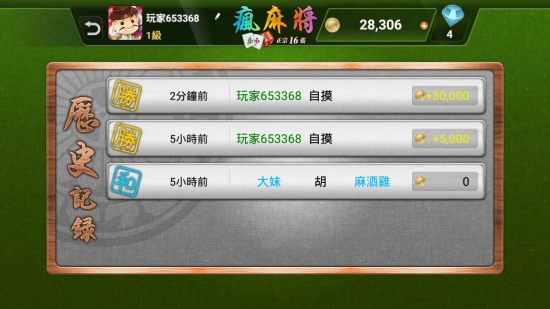 玩家653368
1級
瘋麻將
正宗16張
28,306
4
歷史記錄
勝 2分鐘前 玩家653368 自摸 +30,000
勝 5小時前 玩家653368 自摸 +5,000
和 5小時前 大妹 胡 麻酒雞 0